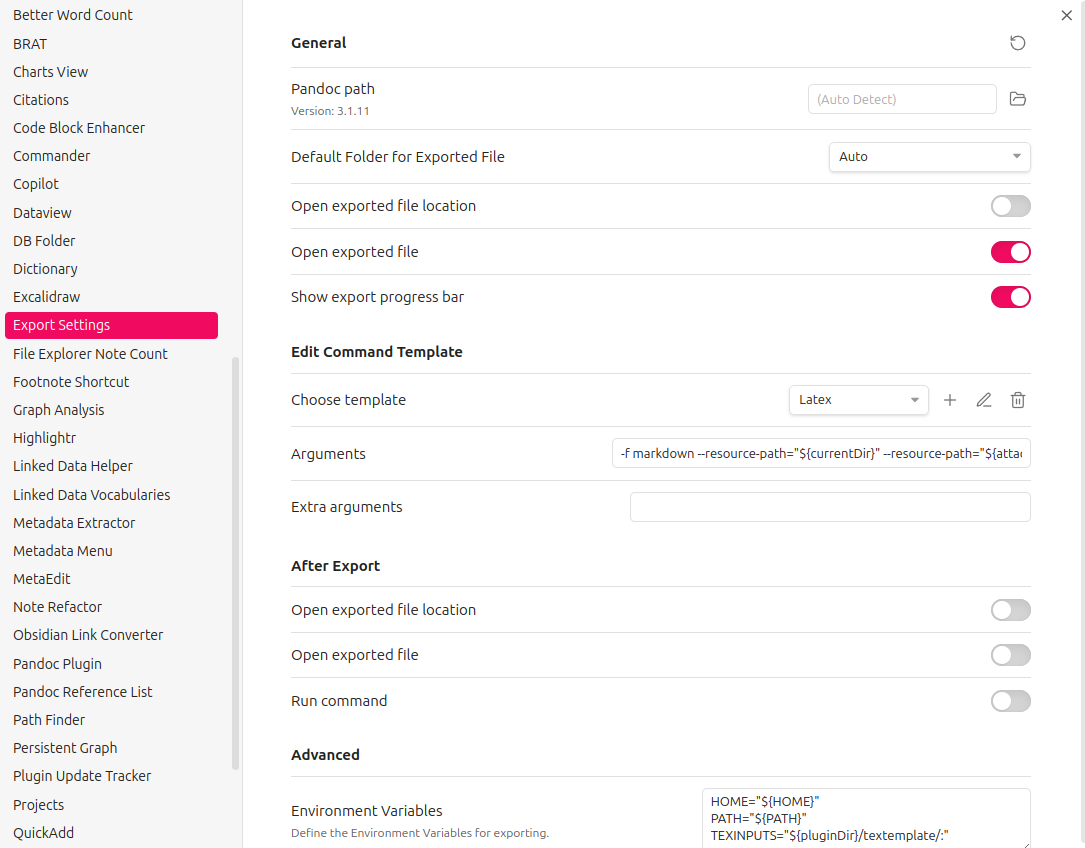 Better Word Count
BRAT
Charts View
Citations
Code Block Enhancer
Commander
Copilot
Dataview
DB Folder
Dictionary
Excalidraw
Export Settings
File Explorer Note Count
Footnote Shortcut
Graph Analysis
Highlightr
Linked Data Helper
Linked Data Vocabularies
Metadata Extractor
Metadata Menu
MetaEdit
Note Refactor
Obsidian Link Converter
Pandoc Plugin
Pandoc Reference List
Path Finder
Persistent Graph
Plugin Update Tracker
Projects
QuickAdd
General
Pandoc path
Version: 3.1.11
(Auto Detect)
Default Folder for Exported File
Auto
Open exported file location
Open exported file
Show export progress bar
Edit Command Template
Choose template
Latex
Arguments
-f markdown --resource-path="${currentDir}" --resource-path="${attac
Extra arguments
After Export
Open exported file location
Open exported file
Run command
Advanced
Environment Variables
Define the Environment Variables for exporting.
HOME="${HOME}"
PATH="${PATH}"
TEXINPUTS="${pluginDir}/textemplate/:"